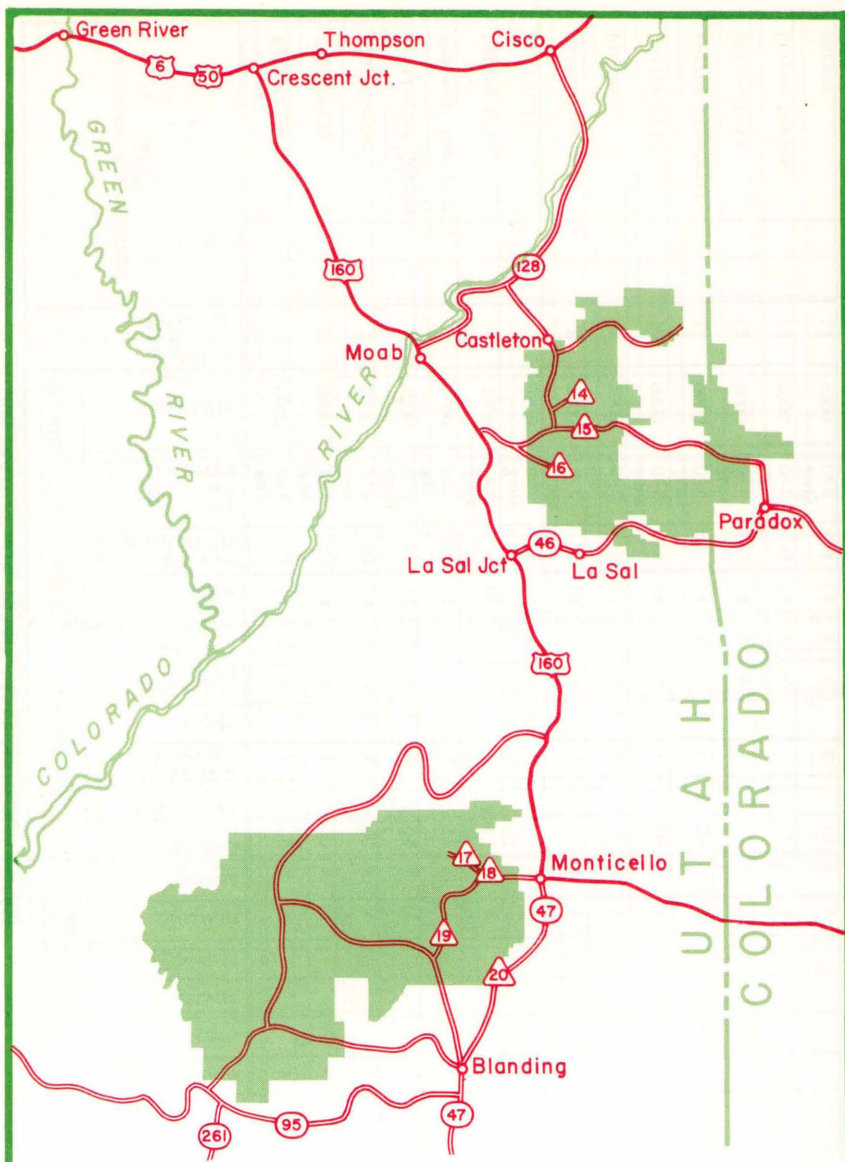 Green River
Thompson
Cisco
6
50
Crescent Jct.
GREEN
RIVER
160
128
Moab
Castleton
RIVER
14
15
16
Paradox
La Sal Jct
46
La Sal
COLORADO
160
UTAH
COLORADO
17
18
Monticello
47
19
20
Blanding
47
95
261